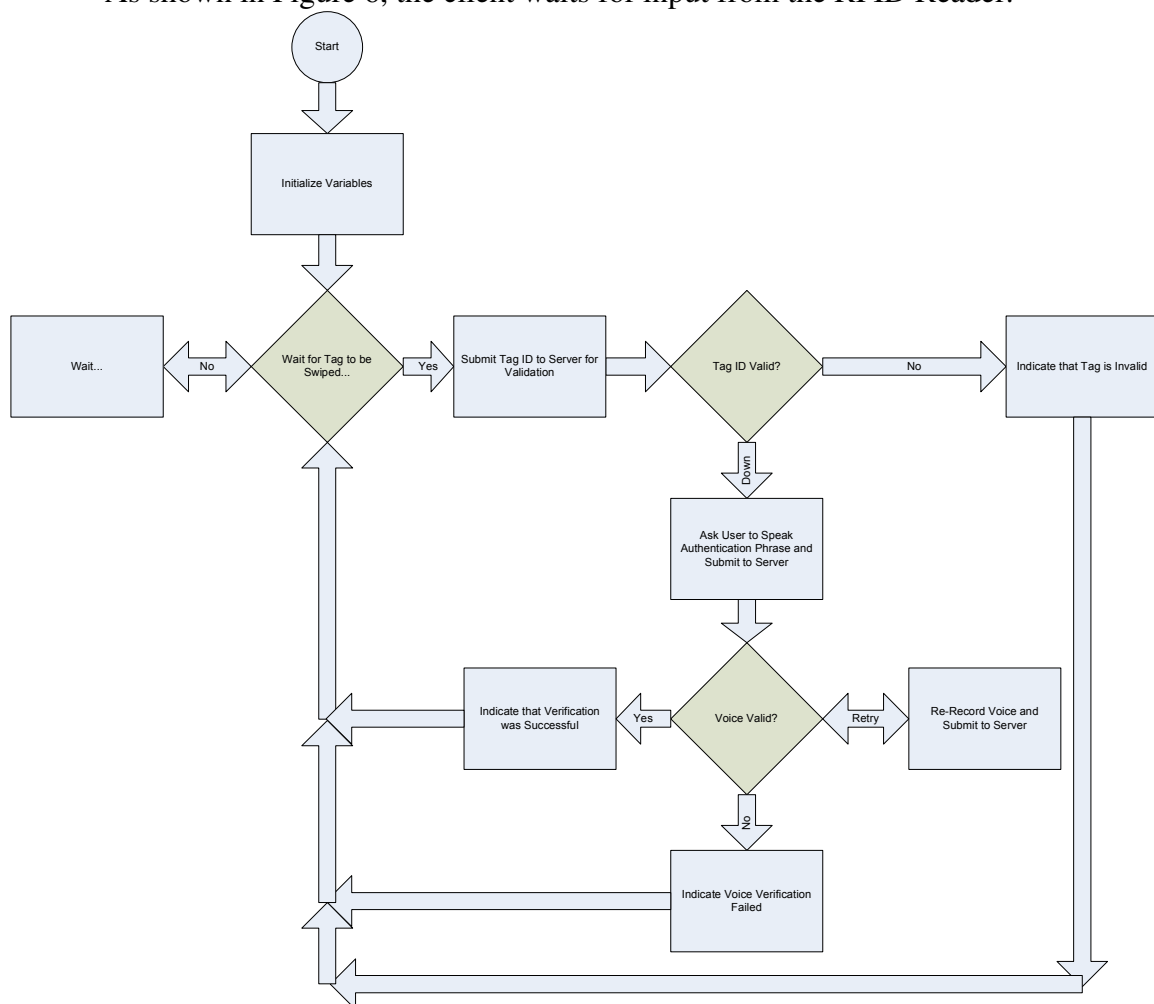 As shown in Figure 6, the client waits for input from the RFID Reader.
Start
Initialize Variables
Wait...
No
Wait for Tag to be
Swiped...
Yes
Submit Tag ID to Server for
Validation
Tag ID Valid?
No
Indicate that Tag is Invalid
Down
Ask User to Speak
Authentication Phrase and
Submit to Server
Indicate that Verification
was Successful
Yes
Voice Valid?
Retry
Re-Record Voice and
Submit to Server
No
Indicate Voice Verification
Failed